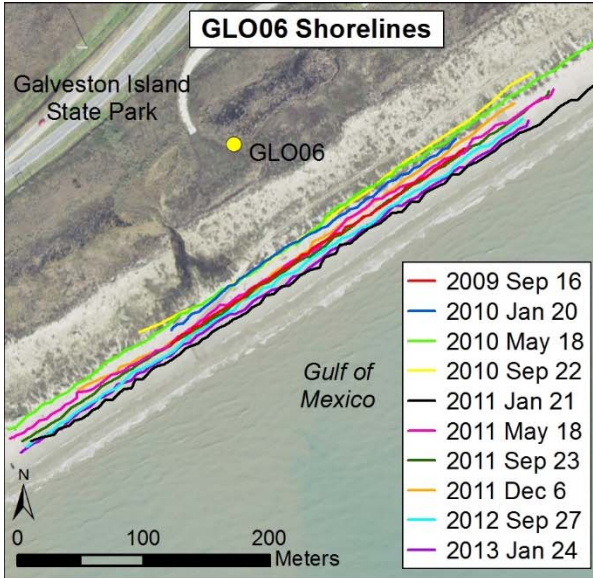 GLO06 Shorelines
Galveston Island
State Park
GLO06
2009 Sep 16
2010 Jan 20
2010 May 18
2010 Sep 22
2011 Jan 21
2011 May 18
2011 Sep 23
2011 Dec 6
2012 Sep 27
2013 Jan 24
Gulf of
Mexico
N
0 100 200
Meters